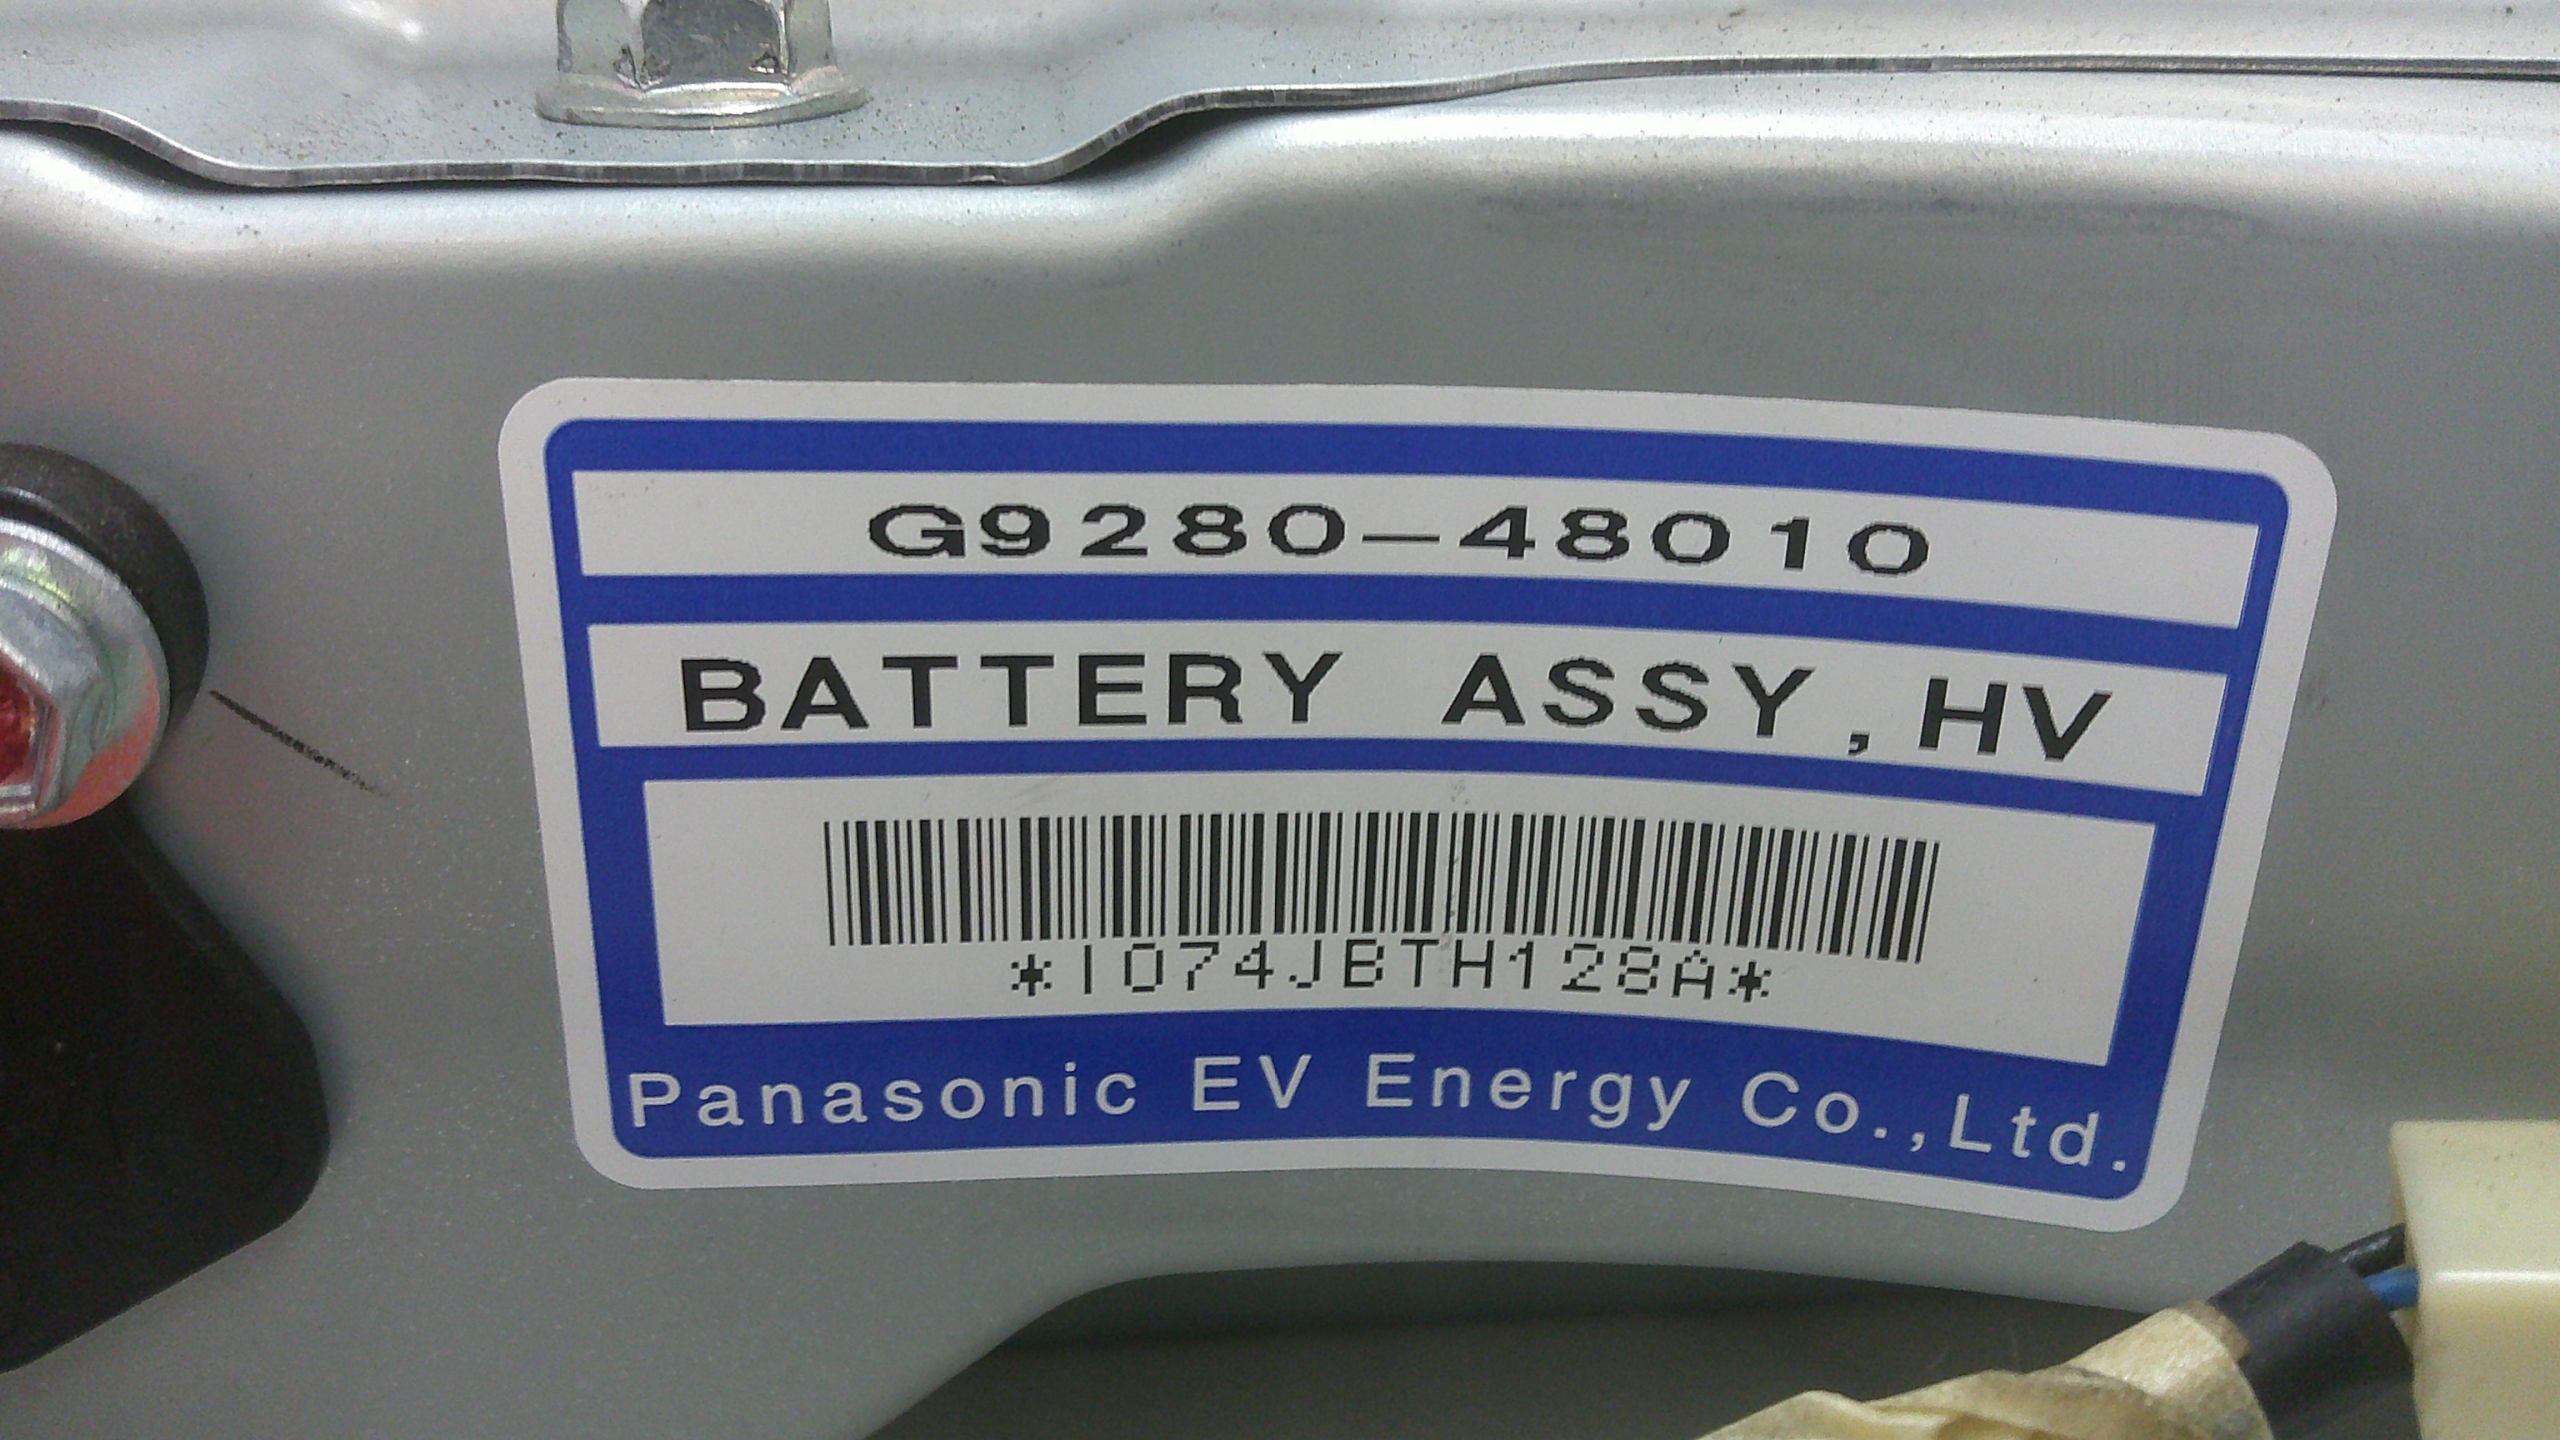 G9280-48010
BATTERY ASSY,HV
*I074JBTH128A*
Panasonic EV Energy Co.,Ltd.